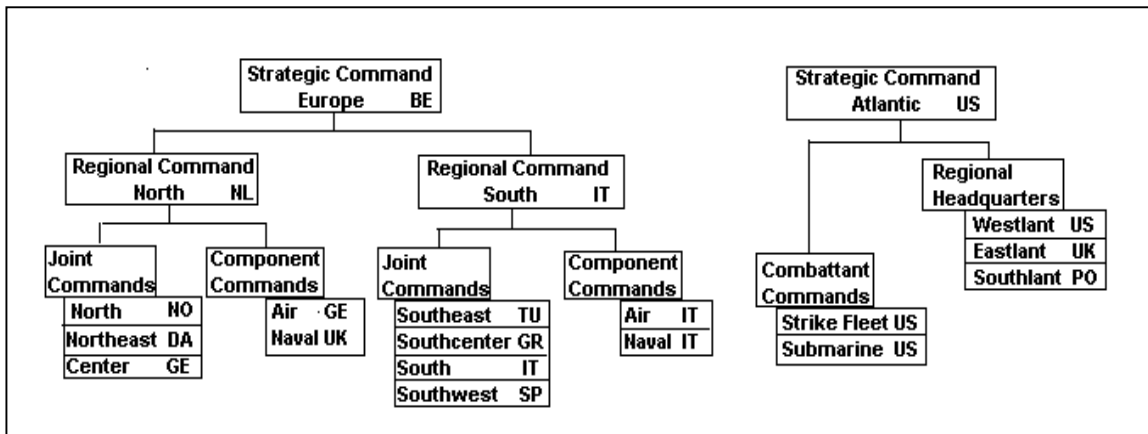 Strategic Command
Europe BE
Regional Command
North NL
Joint
Commands
North NO
Northeast DA
Center GE
Component
Commands
Air GE
Naval UK
Regional Command
South IT
Joint
Commands
Southeast TU
Southcenter GR
South IT
Southwest SP
Component
Commands
Air IT
Naval IT
Strategic Command
Atlantic US
Combattant
Commands
Strike Fleet US
Submarine US
Regional
Headquarters
Westlant US
Eastlant UK
Southlant PO